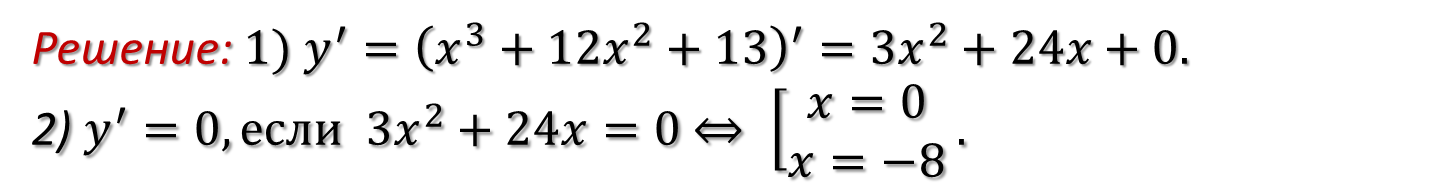 Решение: 1) y′ = (x³ + 12x² + 13)′ = 3x² + 24x + 0.
2) y′ = 0, если 3x² + 24x = 0 ⇔ [ x = 0
x = −8 .